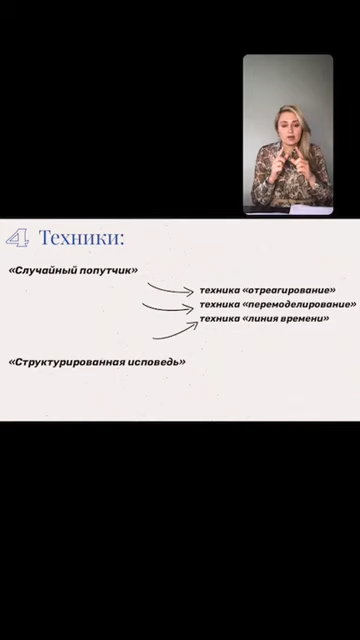 4 Техники:
«Случайный попутчик»
техника «отреагирование»
техника «перемоделирование»
техника «линия времени»
«Структурированная исповедь»